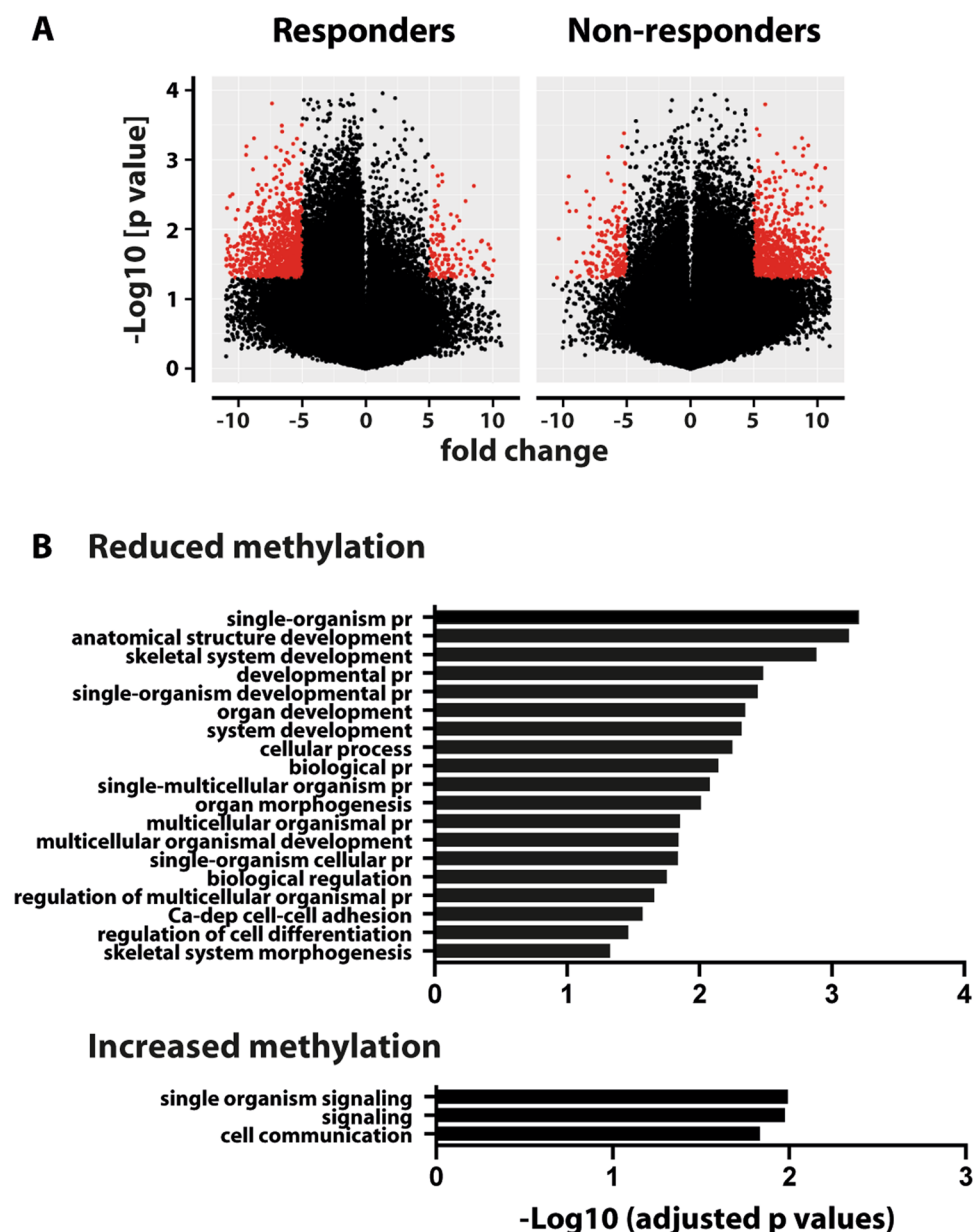 A
Responders
Non-responders
-Log10 [p value]
4
3
2
1
0
-10 -5 0 5 10
-10 -5 0 5 10
fold change
B Reduced methylation
single-organism pr
anatomical structure development
skeletal system development
developmental pr
single-organism developmental pr
organ development
system development
cellular process
biological pr
single-multicellular organism pr
organ morphogenesis
multicellular organismal pr
multicellular organismal development
single-organism cellular pr
biological regulation
regulation of multicellular organismal pr
Ca-dep cell-cell adhesion
regulation of cell differentiation
skeletal system morphogenesis
0 1 2 3 4
Increased methylation
single organism signaling
signaling
cell communication
0 1 2 3
-Log10 (adjusted p values)